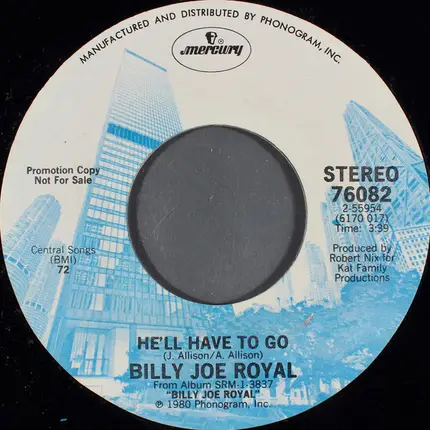 MANUFACTURED AND DISTRIBUTED BY PHONOGRAM, INC.
mercury ®
Promotion Copy
Not For Sale
STEREO
76082
2-55954
(6170 017)
Time: 3:39
Central Songs
(BMI)
72
Produced by
Robert Nix for
Kat Family
Productions
HE'LL HAVE TO GO
(J. Allison/A. Allison)
BILLY JOE ROYAL
From Album SRM-1-3837
"BILLY JOE ROYAL"
℗ 1980 Phonogram, Inc.